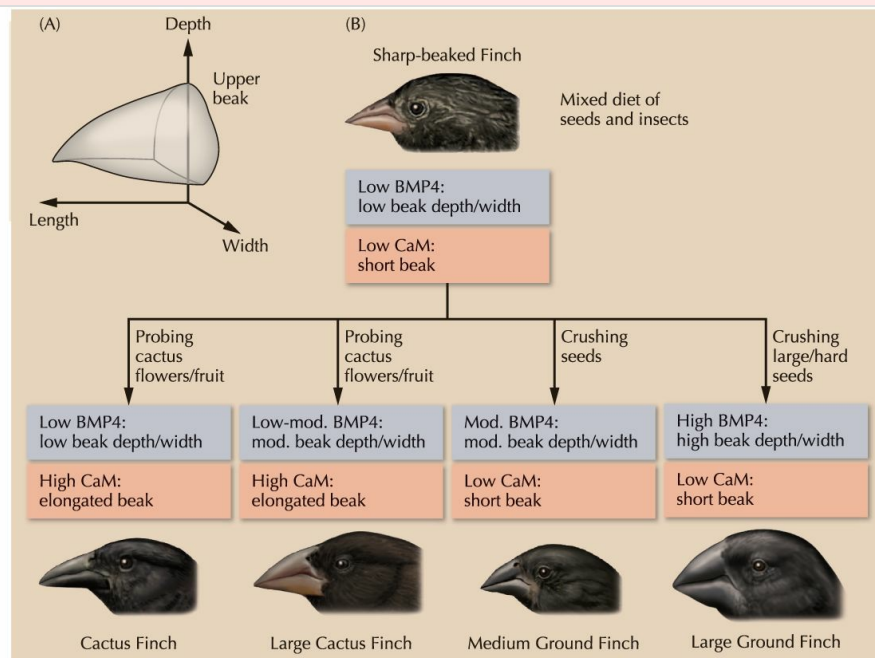 (A)
Depth
Upper
beak
Length
Width
(B)
Sharp-beaked Finch
Mixed diet of
seeds and insects
Low BMP4:
low beak depth/width
Low CaM:
short beak
Probing
cactus
flowers/fruit
Probing
cactus
flowers/fruit
Crushing
seeds
Crushing
large/hard
seeds
Low BMP4:
low beak depth/width
High CaM:
elongated beak
Low-mod. BMP4:
mod. beak depth/width
High CaM:
elongated beak
Mod. BMP4:
mod. beak depth/width
Low CaM:
short beak
High BMP4:
high beak depth/width
Low CaM:
short beak
Cactus Finch
Large Cactus Finch
Medium Ground Finch
Large Ground Finch